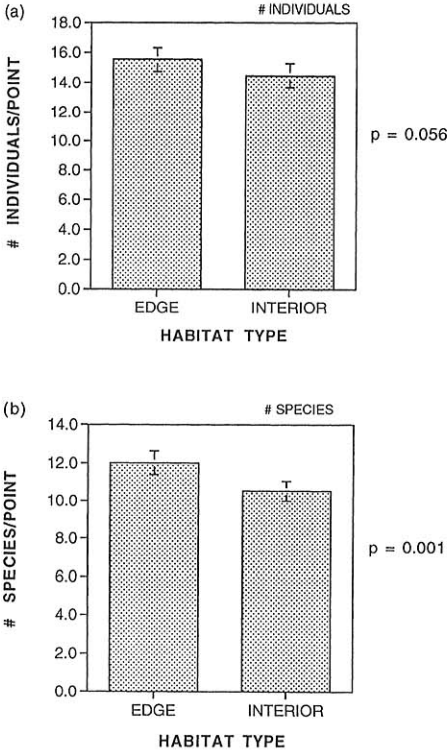 (a)
# INDIVIDUALS
18.0
16.0
14.0
12.0
10.0
8.0
6.0
4.0
2.0
0.0
# INDIVIDUALS/POINT
p = 0.056
EDGE INTERIOR
HABITAT TYPE
(b)
# SPECIES
14.0
12.0
10.0
8.0
6.0
4.0
2.0
0.0
# SPECIES/POINT
p = 0.001
EDGE INTERIOR
HABITAT TYPE